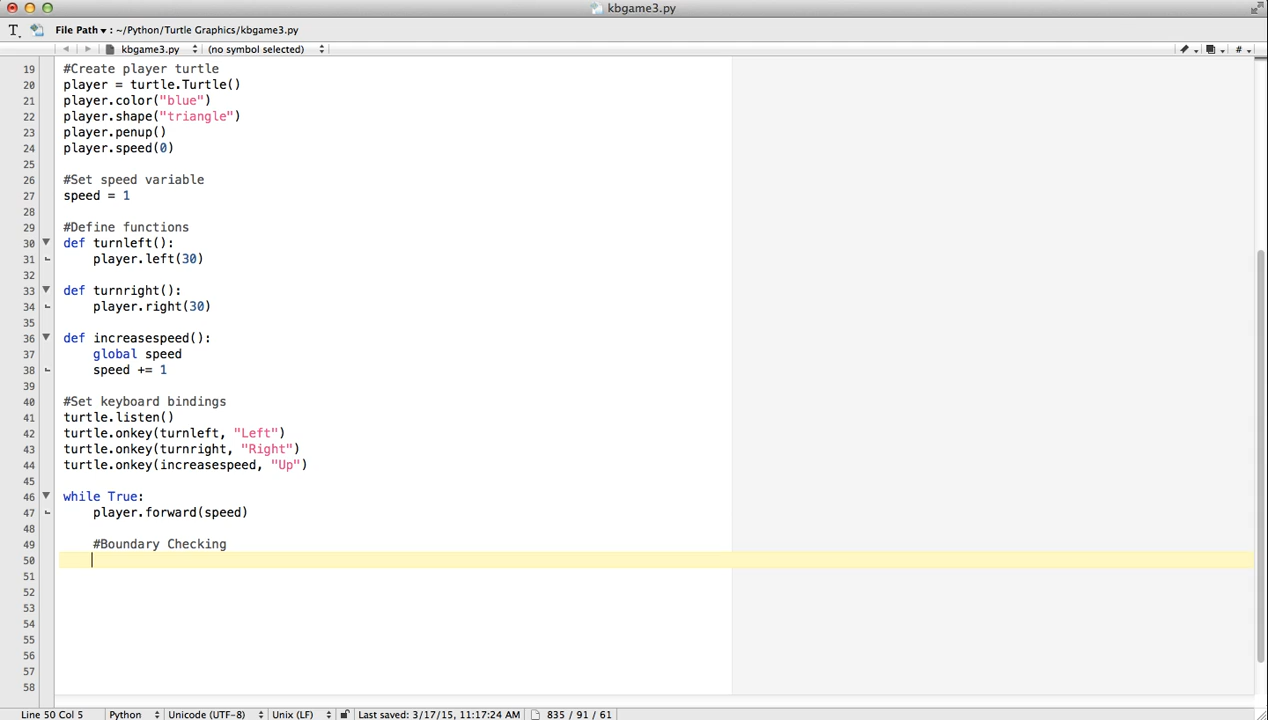 kbgame3.py
File Path ▾ : ~/Python/Turtle Graphics/kbgame3.py
kbgame3.py (no symbol selected) #
19 #Create player turtle
20 player = turtle.Turtle()
21 player.color("blue")
22 player.shape("triangle")
23 player.penup()
24 player.speed(0)
25
26 #Set speed variable
27 speed = 1
28
29 #Define functions
30 def turnleft():
31     player.left(30)
32
33 def turnright():
34     player.right(30)
35
36 def increasespeed():
37     global speed
38     speed += 1
39
40 #Set keyboard bindings
41 turtle.listen()
42 turtle.onkey(turnleft, "Left")
43 turtle.onkey(turnright, "Right")
44 turtle.onkey(increasespeed, "Up")
45
46 while True:
47     player.forward(speed)
48
49     #Boundary Checking
50
51
52
53
54
55
56
57
58
Line 50 Col 5 Python Unicode (UTF-8) Unix (LF) Last saved: 3/17/15, 11:17:24 AM 835 / 91 / 61